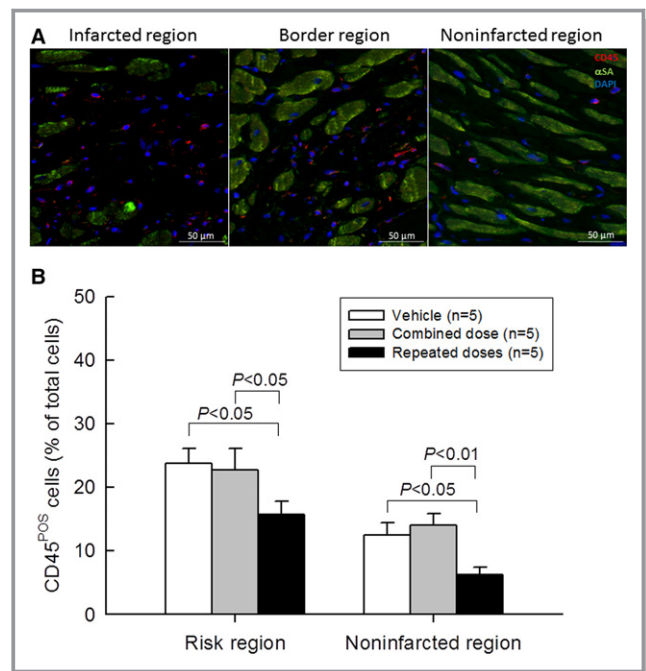 A
Infarcted region
Border region
Noninfarcted region
CD45
αSA
DAPI
50 µm
50 µm
50 µm
B
CD45POS cells (% of total cells)
50
40
30
20
10
0
Vehicle (n=5)
Combined dose (n=5)
Repeated doses (n=5)
P<0.05
P<0.05
P<0.01
P<0.05
Risk region
Noninfarcted region